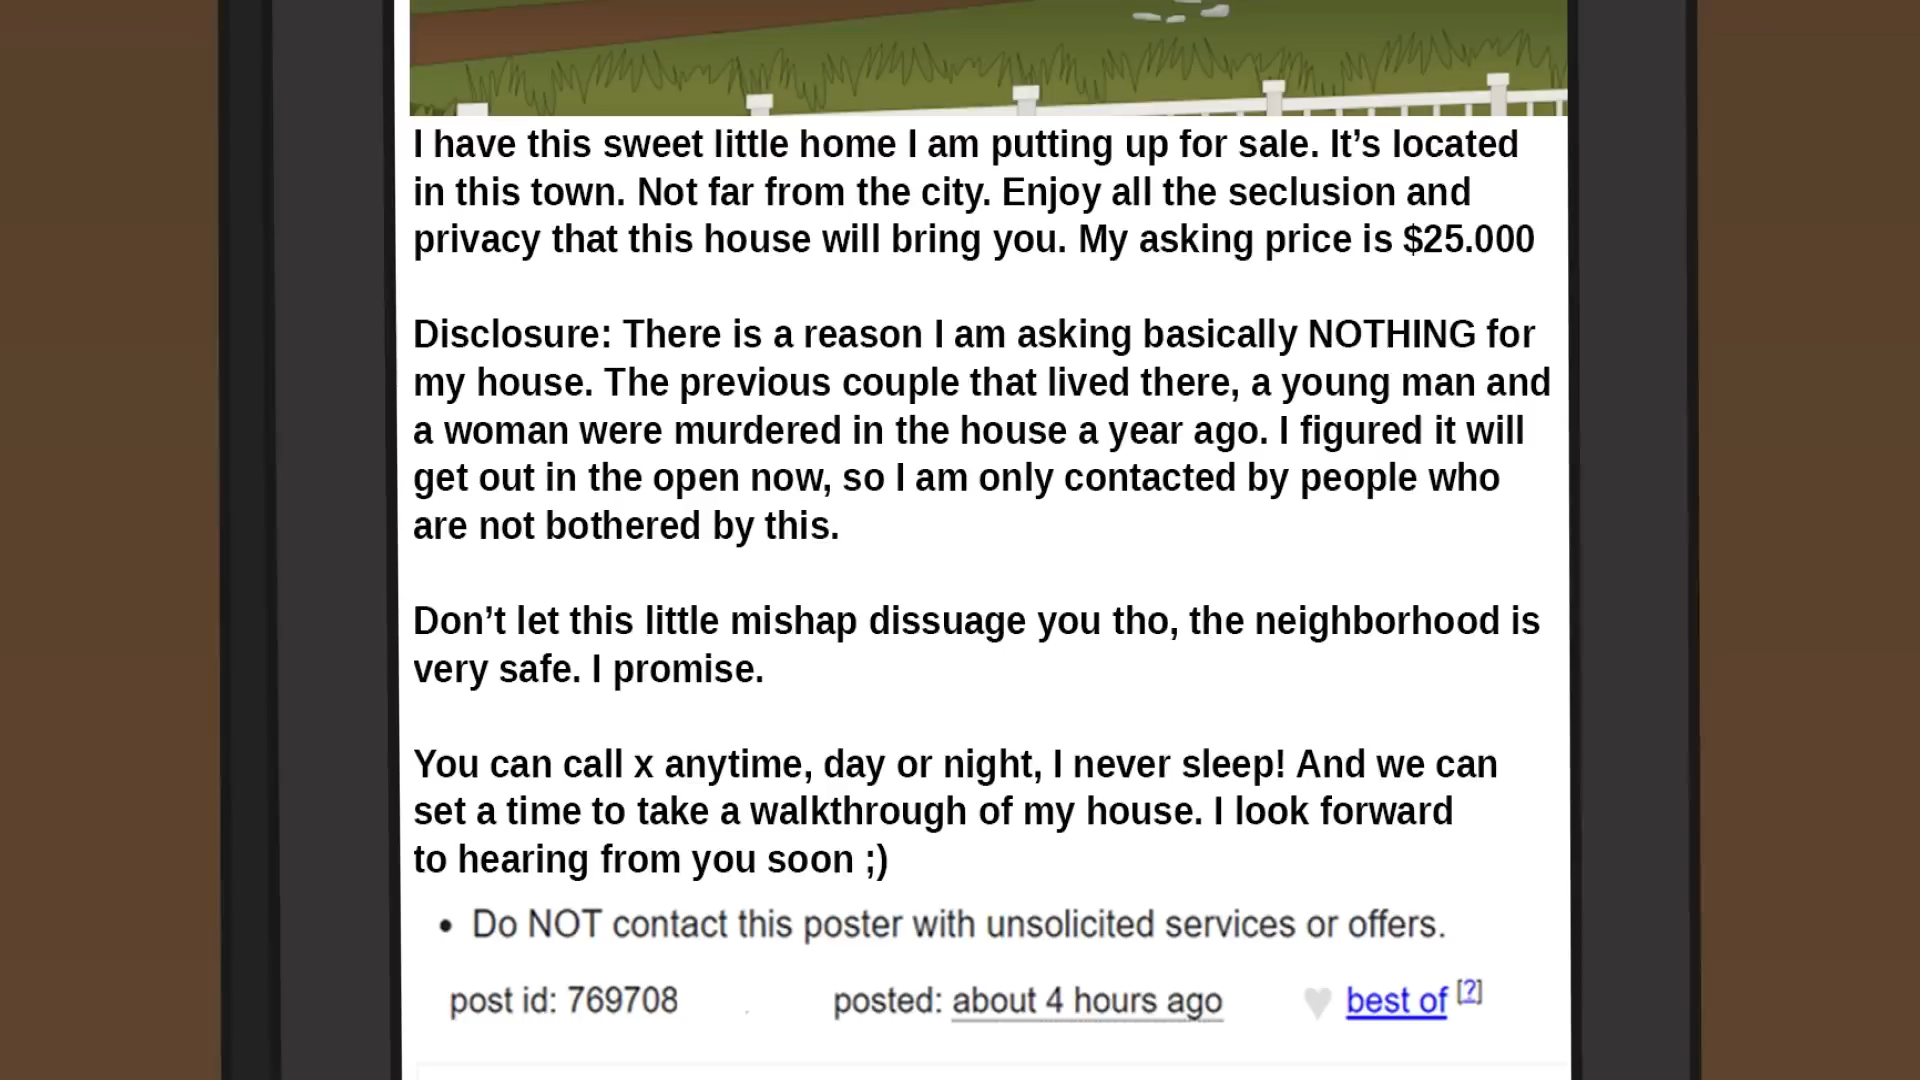 I have this sweet little home I am putting up for sale. It’s located
in this town. Not far from the city. Enjoy all the seclusion and
privacy that this house will bring you. My asking price is $25.000
Disclosure: There is a reason I am asking basically NOTHING for
my house. The previous couple that lived there, a young man and
a woman were murdered in the house a year ago. I figured it will
get out in the open now, so I am only contacted by people who
are not bothered by this.
Don’t let this little mishap dissuage you tho, the neighborhood is
very safe. I promise.
You can call x anytime, day or night, I never sleep! And we can
set a time to take a walkthrough of my house. I look forward
to hearing from you soon ;)
• Do NOT contact this poster with unsolicited services or offers.
post id: 769708 posted: about 4 hours ago ♥ best of [?]